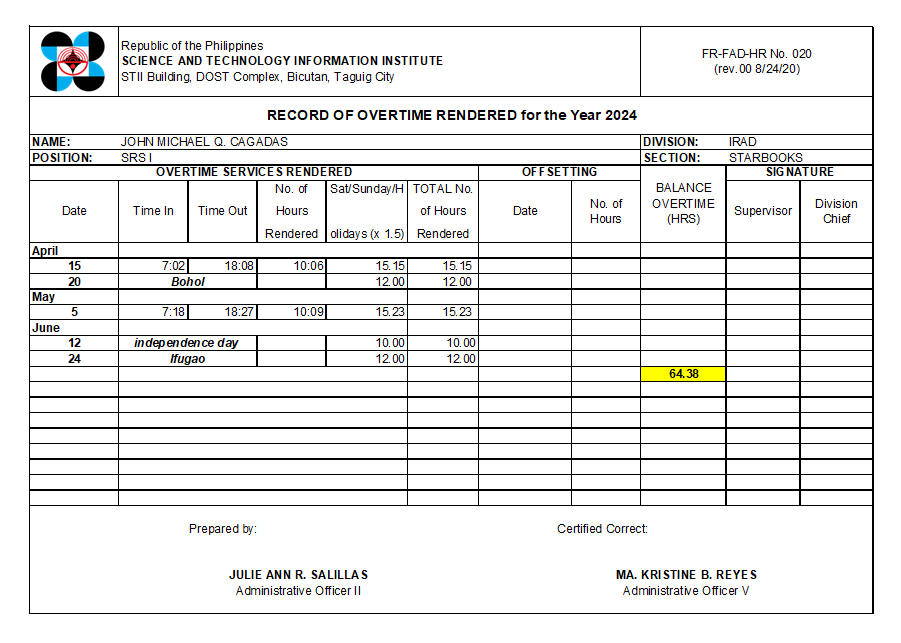 Republic of the Philippines
SCIENCE AND TECHNOLOGY INFORMATION INSTITUTE
STII Building, DOST Complex, Bicutan, Taguig City
FR-FAD-HR No. 020
(rev.00 8/24/20)
RECORD OF OVERTIME RENDERED for the Year 2024
NAME: JOHN MICHAEL Q. CAGADAS DIVISION: IRAD
POSITION: SRS I SECTION: STARBOOKS
OVERTIME SERVICES RENDERED OFFSETTING BALANCE OVERTIME (HRS) SIGNATURE
Date Time In Time Out No. of Hours Rendered Sat/Sunday/H olidays (x 1.5) TOTAL No. of Hours Rendered Date No. of Hours Supervisor Division Chief
April
15 7:02 18:08 10:06 15.15 15.15
20 Bohol 12.00 12.00
May
5 7:18 18:27 10:09 15.23 15.23
June
12 independence day 10.00 10.00
24 Ifugao 12.00 12.00
64.38
Prepared by: Certified Correct:
JULIE ANN R. SALILLAS MA. KRISTINE B. REYES
Administrative Officer II Administrative Officer V